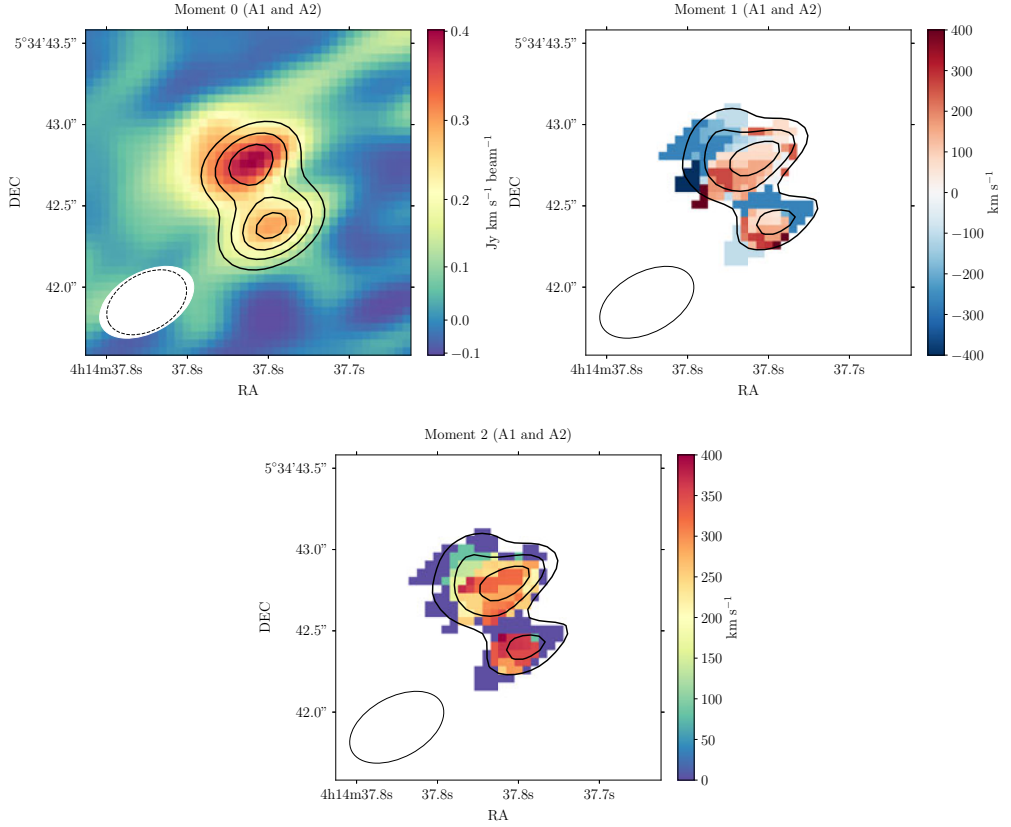 Moment 0 (A1 and A2)
5°34'43.5"
43.0"
42.5"
42.0"
DEC
4h14m37.8s
37.8s
37.8s
37.7s
RA
0.4
0.3
0.2
0.1
0.0
−0.1
Jy km s⁻¹ beam⁻¹
Moment 1 (A1 and A2)
5°34'43.5"
43.0"
42.5"
42.0"
DEC
4h14m37.8s
37.8s
37.8s
37.7s
RA
400
300
200
100
0
−100
−200
−300
−400
km s⁻¹
Moment 2 (A1 and A2)
5°34'43.5"
43.0"
42.5"
42.0"
DEC
4h14m37.8s
37.8s
37.8s
37.7s
RA
400
350
300
250
200
150
100
50
0
km s⁻¹